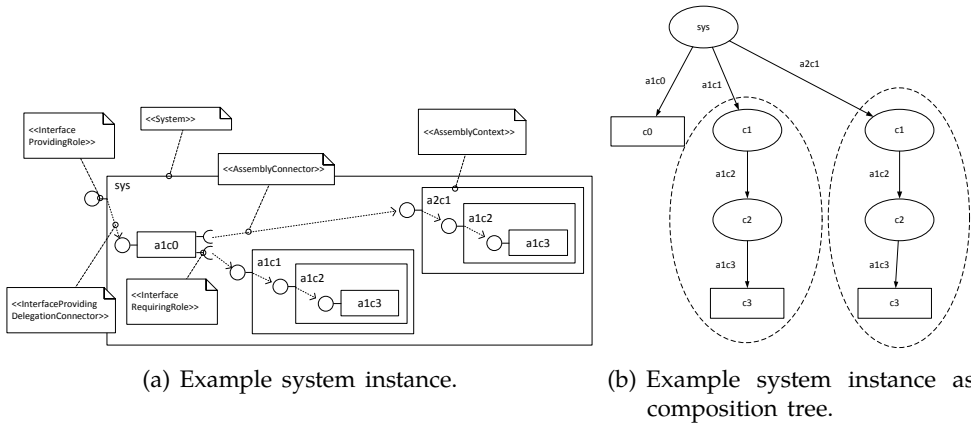 <<Interface
ProvidingRole>>
<<System>>
<<AssemblyConnector>>
<<AssemblyContext>>
sys
a1c0
a2c1
a1c2
a1c3
a1c1
a1c2
a1c3
<<InterfaceProviding
DelegationConnector>>
<<Interface
RequiringRole>>
(a) Example system instance.
sys
a1c0
a1c1
a2c1
c0
c1
c1
a1c2
a1c2
c2
c2
a1c3
a1c3
c3
c3
(b) Example system instance as
composition tree.